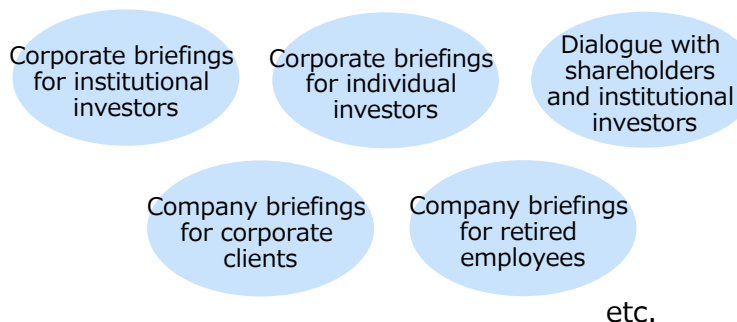 Corporate briefings
for institutional
investors
Corporate briefings
for individual
investors
Dialogue with
shareholders
and institutional
investors
Company briefings
for corporate
clients
Company briefings
for retired
employees
etc.